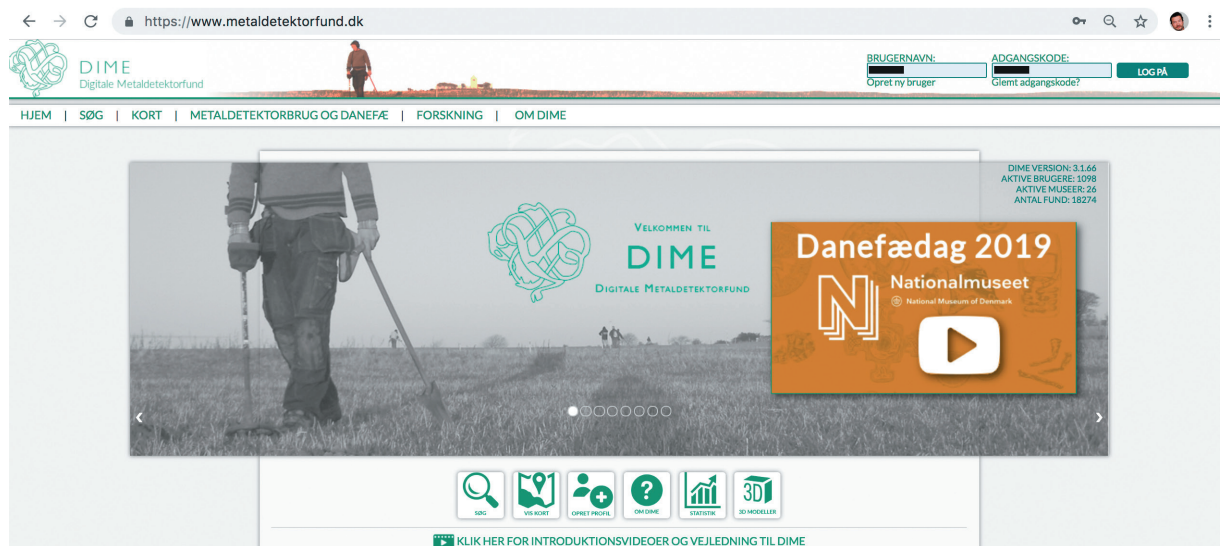 https://www.metaldetektorfund.dk
DIME
Digitale Metaldetektorfund
BRUGERNAVN:
ADGANGSKODE:
LOG PÅ
Opret ny bruger
Glemt adgangskode?
HJEM | SØG | KORT | METALDETEKTORBRUG OG DANEFÆ | FORSKNING | OM DIME
DIME VERSION: 3.1.66
AKTIVE BRUGERE: 1098
AKTIVE MUSEER: 26
ANTAL FUND: 18274
VELKOMMEN TIL
DIME
DIGITALE METALDETEKTORFUND
Danefædag 2019
Nationalmuseet
National Museum of Denmark
SØG
VIS KORT
OPRET PROFIL
OM DIME
STATISTIK
3D
3D MODELLER
KLIK HER FOR INTRODUKTIONSVIDEOER OG VEJLEDNING TIL DIME